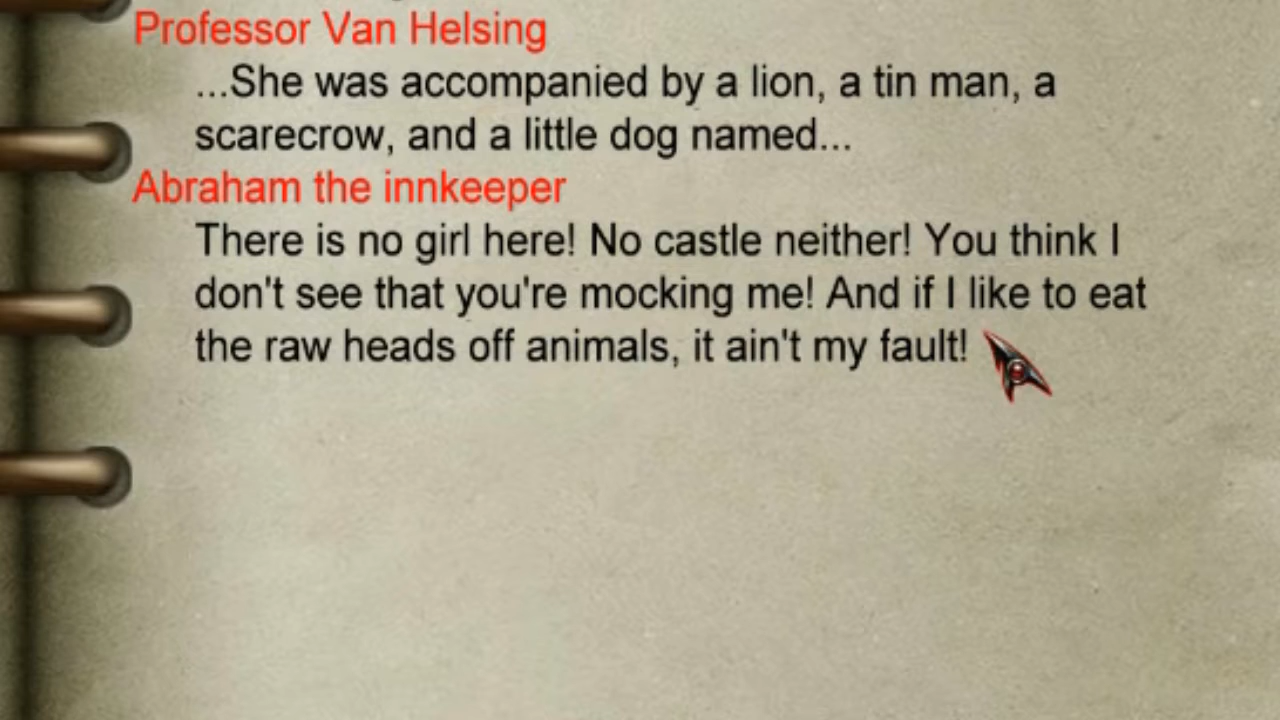 Professor Van Helsing
...She was accompanied by a lion, a tin man, a
scarecrow, and a little dog named...
Abraham the innkeeper
There is no girl here! No castle neither! You think I
don't see that you're mocking me! And if I like to eat
the raw heads off animals, it ain't my fault!